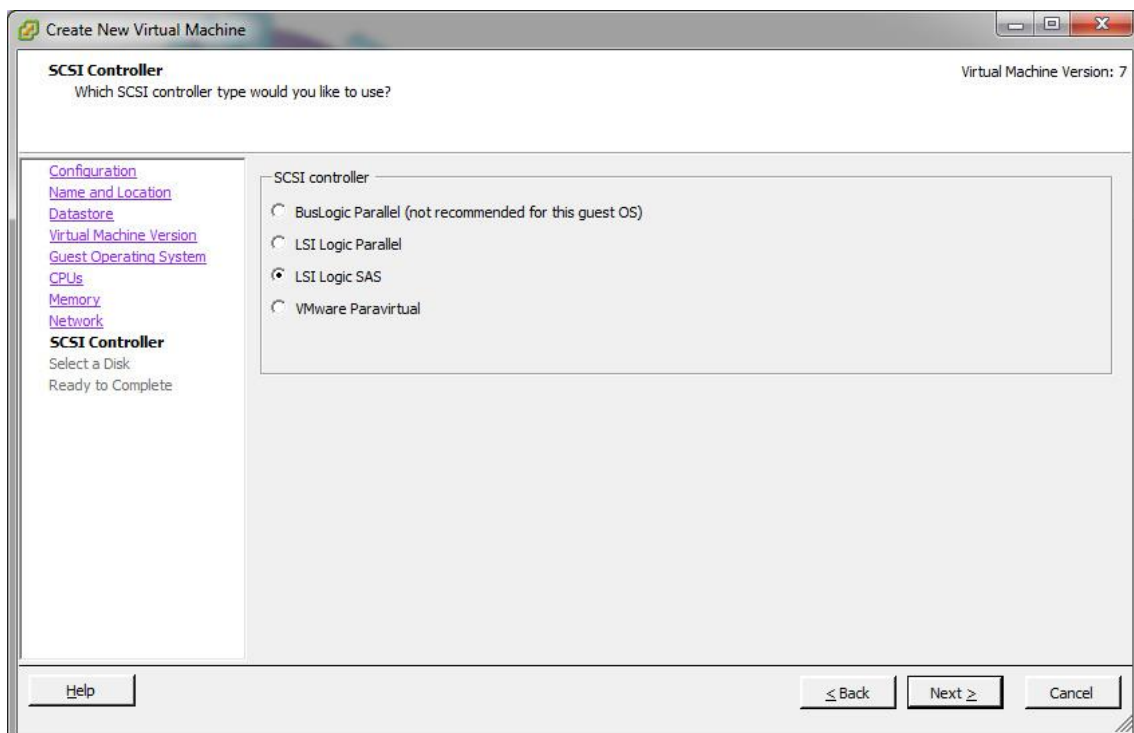 Create New Virtual Machine
SCSI Controller
Virtual Machine Version: 7
Which SCSI controller type would you like to use?
Configuration
Name and Location
Datastore
Virtual Machine Version
Guest Operating System
CPUs
Memory
Network
SCSI Controller
Select a Disk
Ready to Complete
SCSI controller
BusLogic Parallel (not recommended for this guest OS)
LSI Logic Parallel
LSI Logic SAS
VMware Paravirtual
Help
< Back
Next >
Cancel